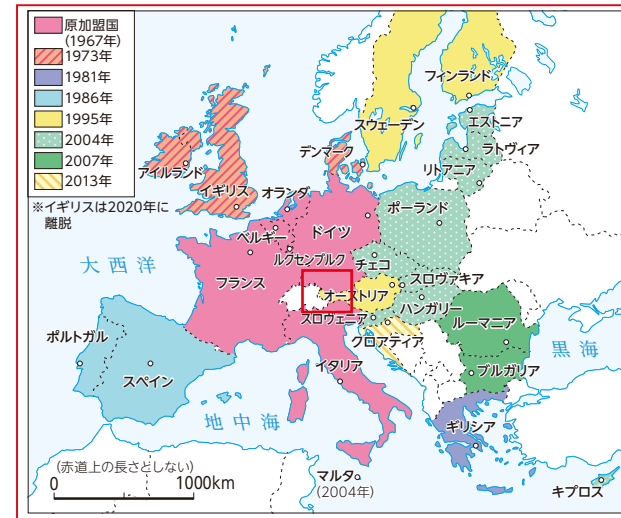 原加盟国
(1967年)
1973年
1981年
1986年
1995年
2004年
2007年
2013年
※イギリスは2020年に
離脱
フィンランド
スウェーデン
エストニア
ラトヴィア
リトアニア
デンマーク
アイルランド
イギリス
オランダ
ポーランド
ドイツ
ベルギー
ルクセンブルク
チェコ
大西洋
フランス
スロヴァキア
オーストリア
ハンガリー
スロヴェニア
ルーマニア
クロアティア
黒海
ポルトガル
スペイン
イタリア
ブルガリア
地中海
ギリシア
(赤道上の長さとしない)
0
1000km
マルタ
(2004年)
キプロス